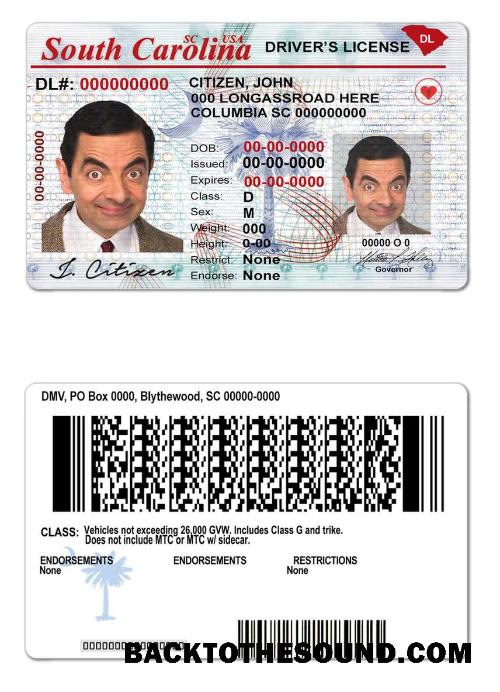 South Carolina
SC USA
DRIVER'S LICENSE
DL
DL#: 000000000
CITIZEN, JOHN
000 LONGASSROAD HERE
COLUMBIA SC 000000000
00-00-0000
DOB: 00-00-0000
Issued: 00-00-0000
Expires: 00-00-0000
Class: D
Sex: M
Weight: 000
Height: 0-00
Restrict: None
Endorse: None
J. Citizen
00000 O 0
Governor
DMV, PO Box 0000, Blythewood, SC 00000-0000
CLASS: Vehicles not exceeding 26,000 GVW. Includes Class G and trike.
Does not include MTC or MTC w/ sidecar.
ENDORSEMENTS ENDORSEMENTS RESTRICTIONS
None None
BACKTOTHESOUND.COM